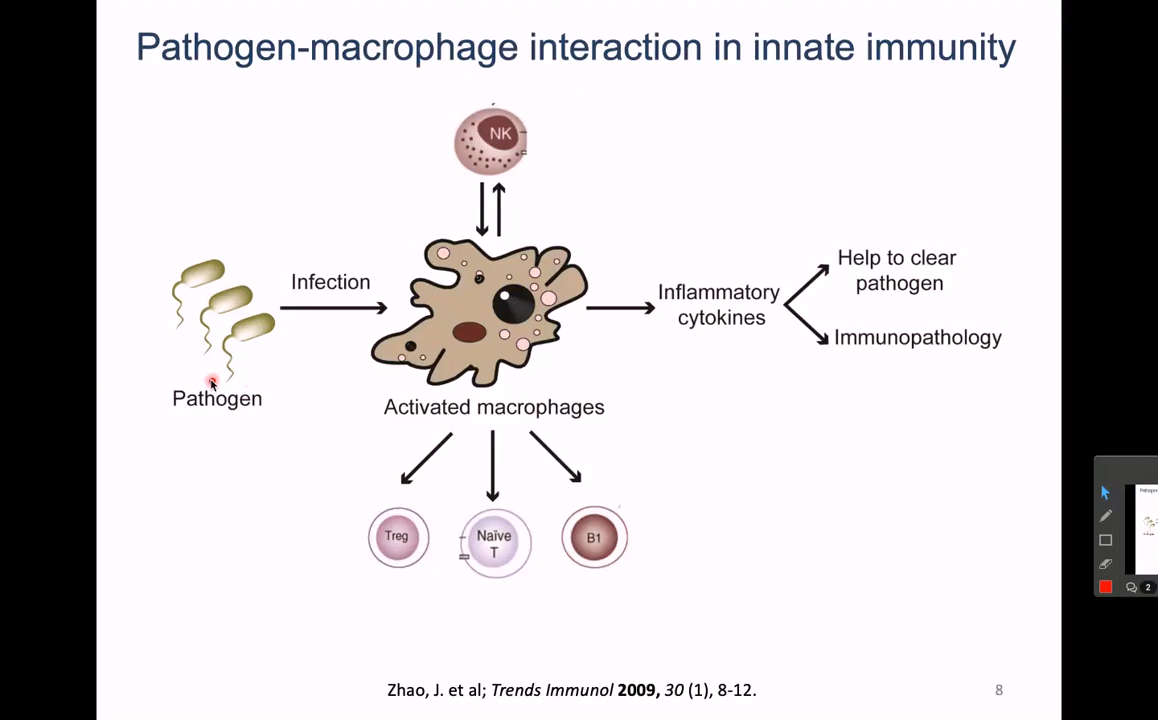 Pathogen-macrophage interaction in innate immunity
NK
Infection
Pathogen
Activated macrophages
Inflammatory
cytokines
Help to clear
pathogen
Immunopathology
Treg
Naïve
T
B1
Zhao, J. et al; Trends Immunol 2009, 30 (1), 8-12.
8
2